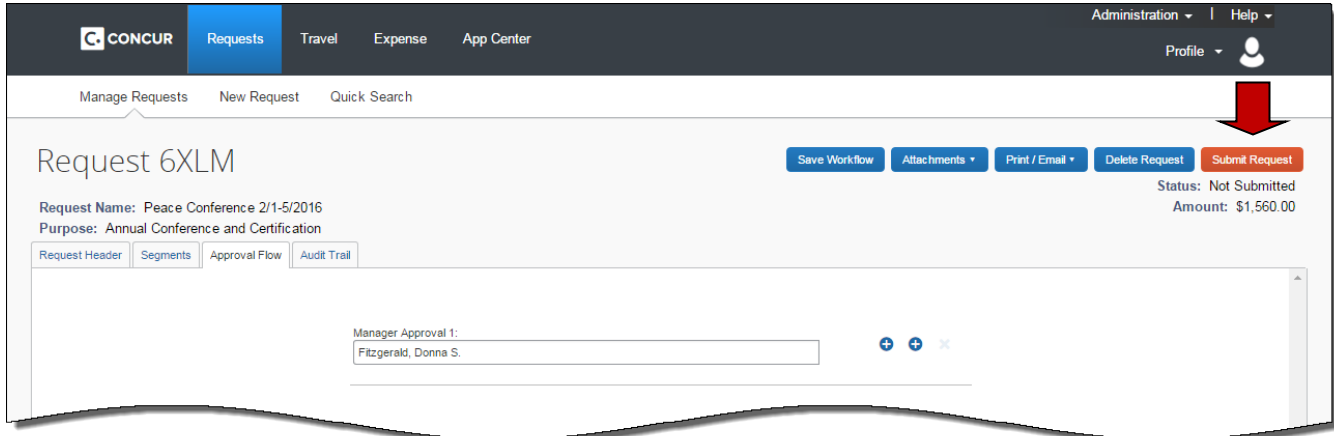 Administration | Help
C. CONCUR Requests Travel Expense App Center
Profile
Manage Requests New Request Quick Search
Request 6XLM
Save Workflow Attachments Print / Email Delete Request Submit Request
Status: Not Submitted
Request Name: Peace Conference 2/1-5/2016 Amount: $1,560.00
Purpose: Annual Conference and Certification
Request Header Segments Approval Flow Audit Trail
Manager Approval 1:
Fitzgerald, Donna S.